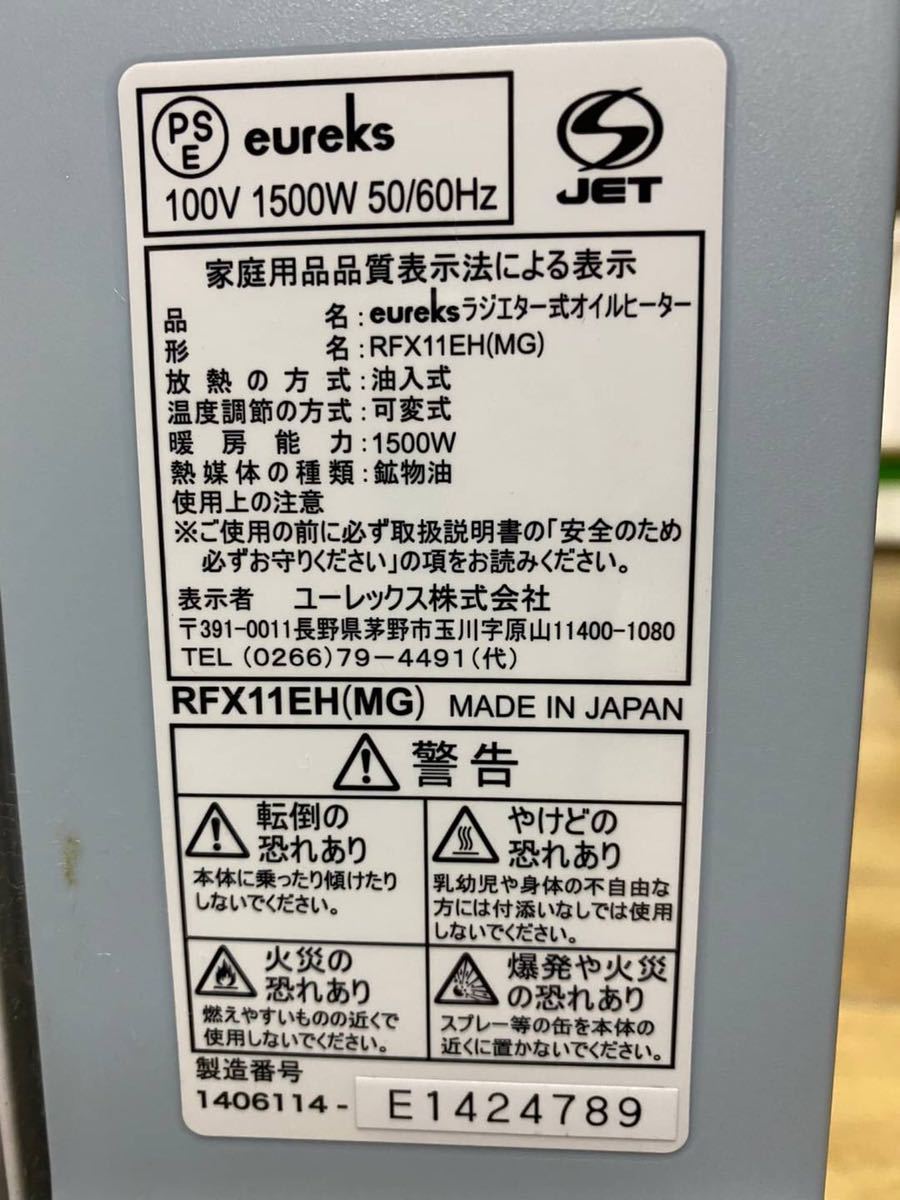 PSE eureks
100V 1500W 50/60Hz
JET
家庭用品品質表示法による表示
品名:eureksラジエター式オイルヒーター
形名:RFX11EH(MG)
放熱の方式:油入式
温度調節の方式:可変式
暖房能力:1500W
熱媒体の種類:鉱物油
使用上の注意
※ご使用の前に必ず取扱説明書の「安全のため
必ずお守りください」の項をお読みください。
表示者 ユーレックス株式会社
〒391-0011長野県茅野市玉川字原山11400-1080
TEL (0266)79-4491(代)
RFX11EH(MG) MADE IN JAPAN
警告
転倒の
恐れあり
本体に乗ったり傾けたり
しないでください。
やけどの
恐れあり
乳幼児や身体の不自由な
方には付添いなしでは使用
しないでください。
火災の
恐れあり
燃えやすいものの近くで
使用しないでください。
爆発や火災
の恐れあり
スプレー等の缶を本体の
近くに置かないでください。
製造番号
1406114- E1424789